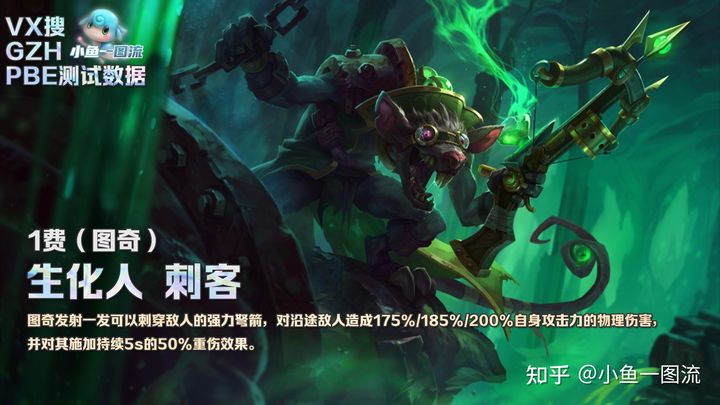 VX搜
GZH 小鱼一图流
PBE测试数据
1费（图奇）
生化人 刺客
图奇发射一发可以刺穿敌人的强力弩箭，对沿途敌人造成175%/185%/200%自身攻击力的物理伤害，
并对其施加持续5s的50%重伤效果。
知乎 @小鱼一图流